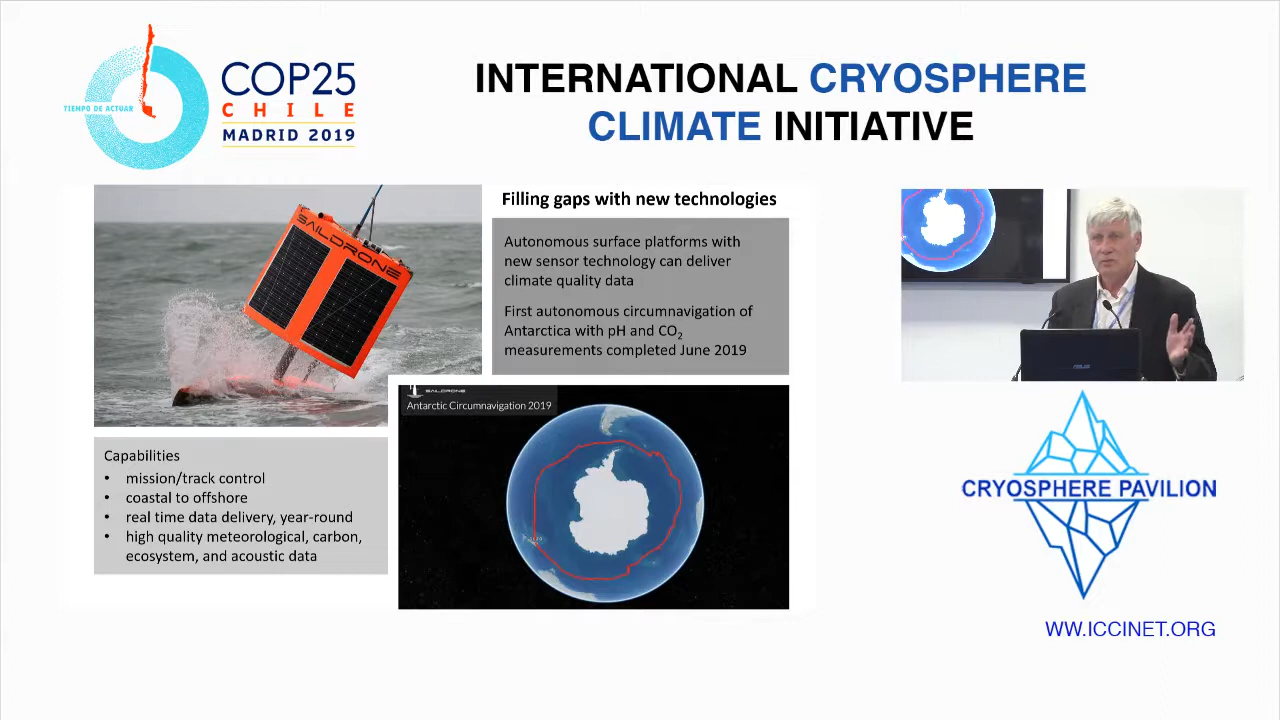 TIEMPO DE ACTUAR
COP25
CHILE
MADRID 2019
INTERNATIONAL CRYOSPHERE
CLIMATE INITIATIVE
SAILDRONE
Filling gaps with new technologies
Autonomous surface platforms with
new sensor technology can deliver
climate quality data
First autonomous circumnavigation of
Antarctica with pH and CO₂
measurements completed June 2019
SAILDRONE
Antarctic Circumnavigation 2019
Capabilities
• mission/track control
• coastal to offshore
• real time data delivery, year-round
• high quality meteorological, carbon,
ecosystem, and acoustic data
ASUS
CRYOSPHERE PAVILION
WW.ICCINET.ORG